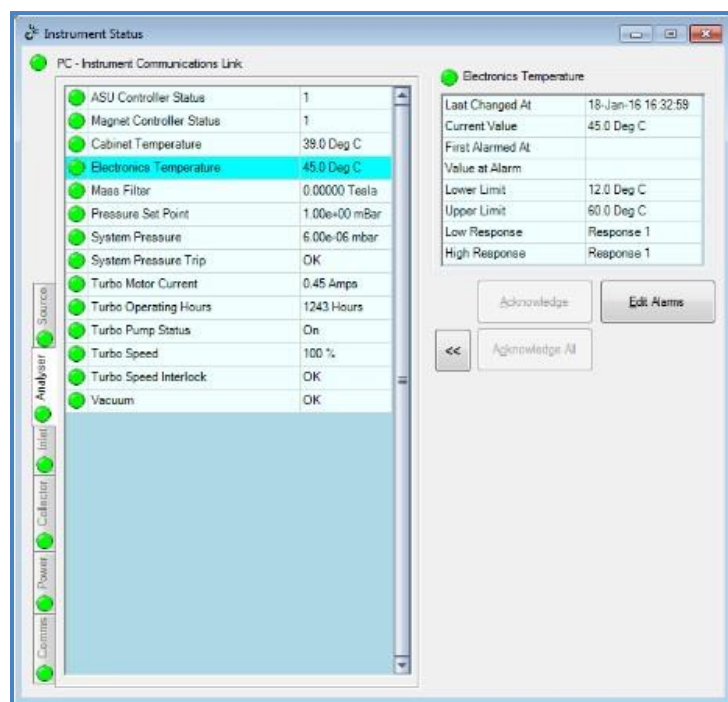 Instrument Status
PC - Instrument Communications Link
ASU Controller Status 1
Magnet Controller Status 1
Cabinet Temperature 39.0 Deg C
Electronics Temperature 45.0 Deg C
Mass Filter 0.00000 Tesla
Pressure Set Point 1.00e+00 mBar
System Pressure 6.00e-06 mbar
System Pressure Trip OK
Turbo Motor Current 0.45 Amps
Turbo Operating Hours 1243 Hours
Turbo Pump Status On
Turbo Speed 100 %
Turbo Speed Interlock OK
Vacuum OK
Source
Analyser
Inlet
Collector
Power
Comms
Electronics Temperature
Last Changed At 18-Jan-16 16:32:59
Current Value 45.0 Deg C
First Alarmed At
Value at Alarm
Lower Limit 12.0 Deg C
Upper Limit 60.0 Deg C
Low Response Response 1
High Response Response 1
Acknowledge
Edit Alarms
<<
Acknowledge All